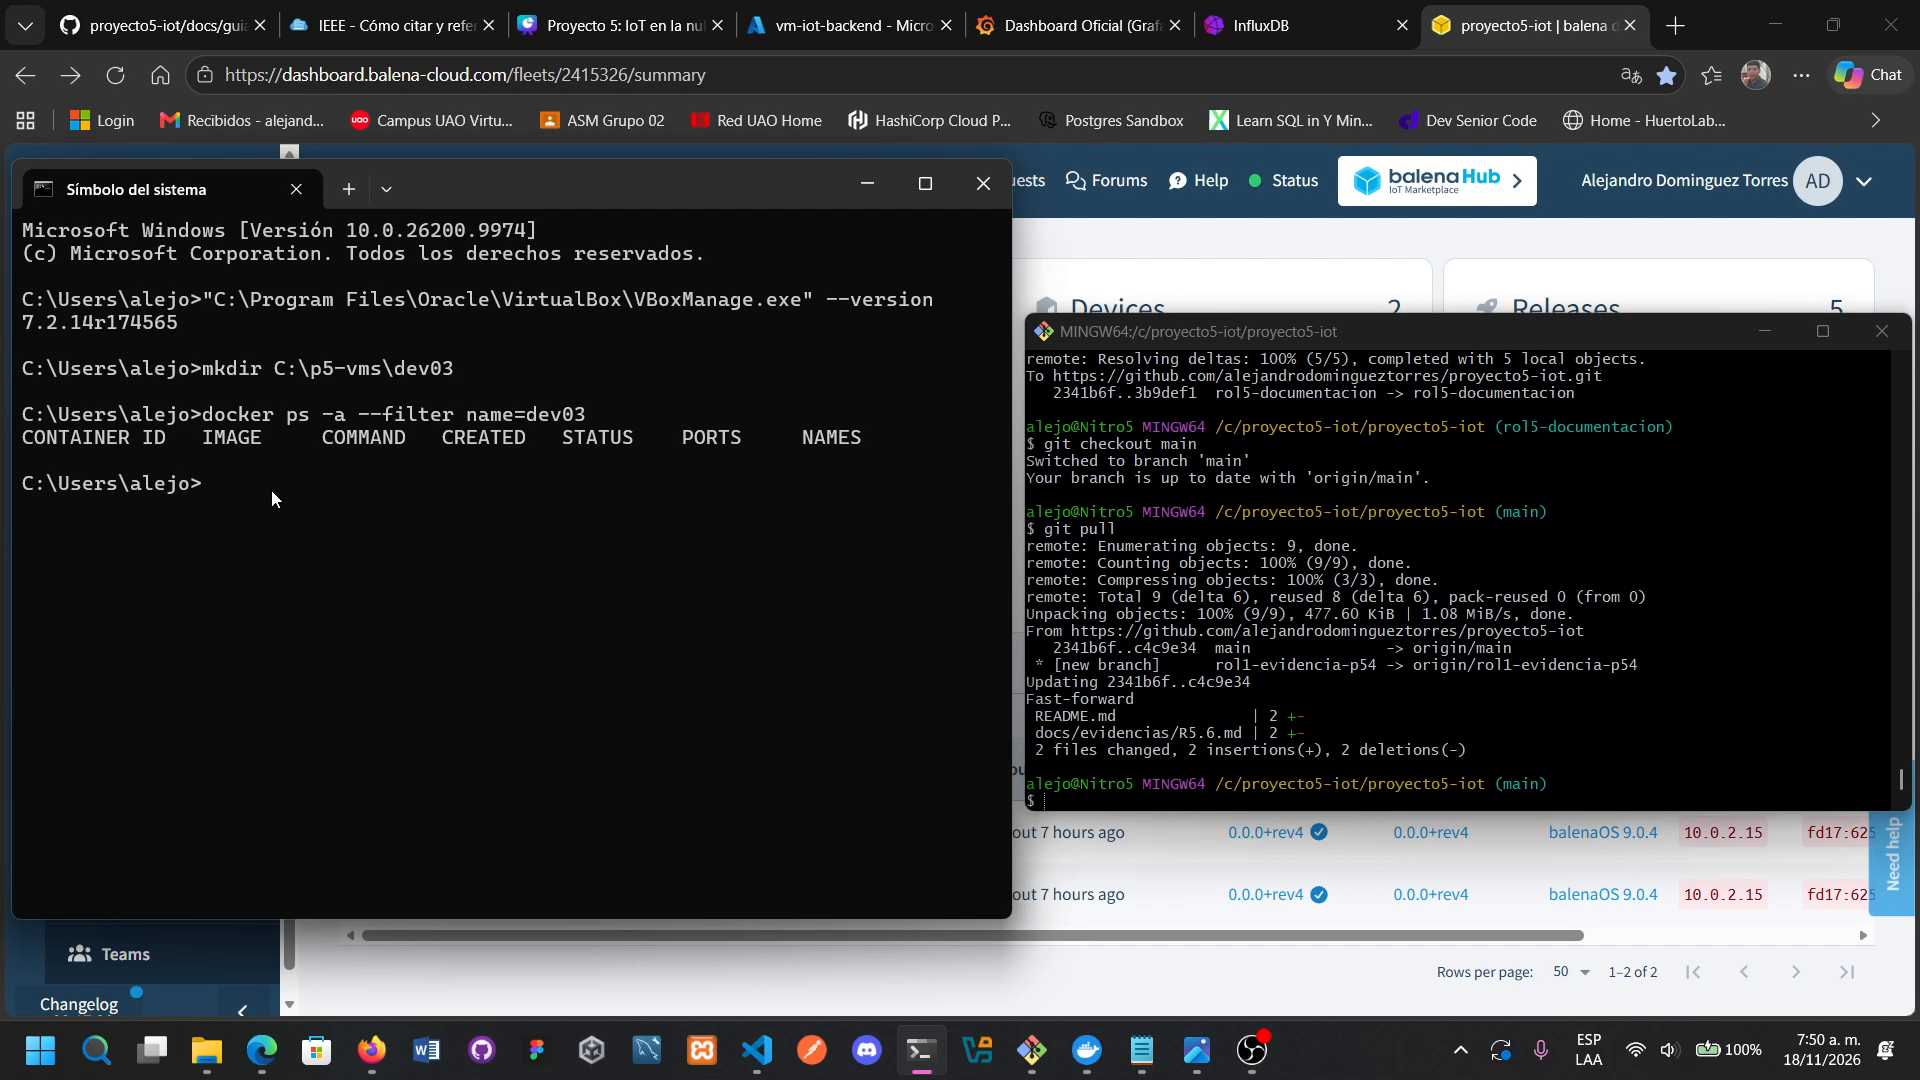 proyecto5-iot/docs/guia
IEEE - Cómo citar y refer
Proyecto 5: IoT en la nu
vm-iot-backend - Micro
Dashboard Oficial (Grafa
InfluxDB
proyecto5-iot | balena d
https://dashboard.balena-cloud.com/fleets/2415326/summary
Chat
Login
Recibidos - alejand...
Campus UAO Virtu...
ASM Grupo 02
Red UAO Home
HashiCorp Cloud P...
Postgres Sandbox
Learn SQL in Y Min...
Dev Senior Code
Home - HuertoLab...
Símbolo del sistema
uests
Forums
Help
Status
balenaHub
IoT Marketplace
Alejandro Dominguez Torres
AD
Microsoft Windows [Versión 10.0.26200.9974]
(c) Microsoft Corporation. Todos los derechos reservados.
C:\Users\alejo>"C:\Program Files\Oracle\VirtualBox\VBoxManage.exe" --version
7.2.14r174565
C:\Users\alejo>mkdir C:\p5-vms\dev03
C:\Users\alejo>docker ps -a --filter name=dev03
CONTAINER ID IMAGE COMMAND CREATED STATUS PORTS NAMES
C:\Users\alejo>
Devices 2
Releases 5
MINGW64:/c/proyecto5-iot/proyecto5-iot
remote: Resolving deltas: 100% (5/5), completed with 5 local objects.
To https://github.com/alejandrodomingueztorres/proyecto5-iot.git
2341b6f..3b9def1 rol5-documentacion -> rol5-documentacion
alejo@Nitro5 MINGW64 /c/proyecto5-iot/proyecto5-iot (rol5-documentacion)
$ git checkout main
Switched to branch 'main'
Your branch is up to date with 'origin/main'.
alejo@Nitro5 MINGW64 /c/proyecto5-iot/proyecto5-iot (main)
$ git pull
remote: Enumerating objects: 9, done.
remote: Counting objects: 100% (9/9), done.
remote: Compressing objects: 100% (3/3), done.
remote: Total 9 (delta 6), reused 8 (delta 6), pack-reused 0 (from 0)
Unpacking objects: 100% (9/9), 477.60 KiB | 1.08 MiB/s, done.
From https://github.com/alejandrodomingueztorres/proyecto5-iot
2341b6f..c4c9e34 main -> origin/main
* [new branch] rol1-evidencia-p54 -> origin/rol1-evidencia-p54
Updating 2341b6f..c4c9e34
Fast-forward
README.md | 2 +-
docs/evidencias/R5.6.md | 2 +-
2 files changed, 2 insertions(+), 2 deletions(-)
alejo@Nitro5 MINGW64 /c/proyecto5-iot/proyecto5-iot (main)
$
out 7 hours ago 0.0.0+rev4 0.0.0+rev4 balenaOS 9.0.4 10.0.2.15 fd17:625
out 7 hours ago 0.0.0+rev4 0.0.0+rev4 balenaOS 9.0.4 10.0.2.15 fd17:625
Need help
Teams
Changelog
Rows per page: 50 1–2 of 2
ESP
LAA
100%
7:50 a. m.
18/11/2026